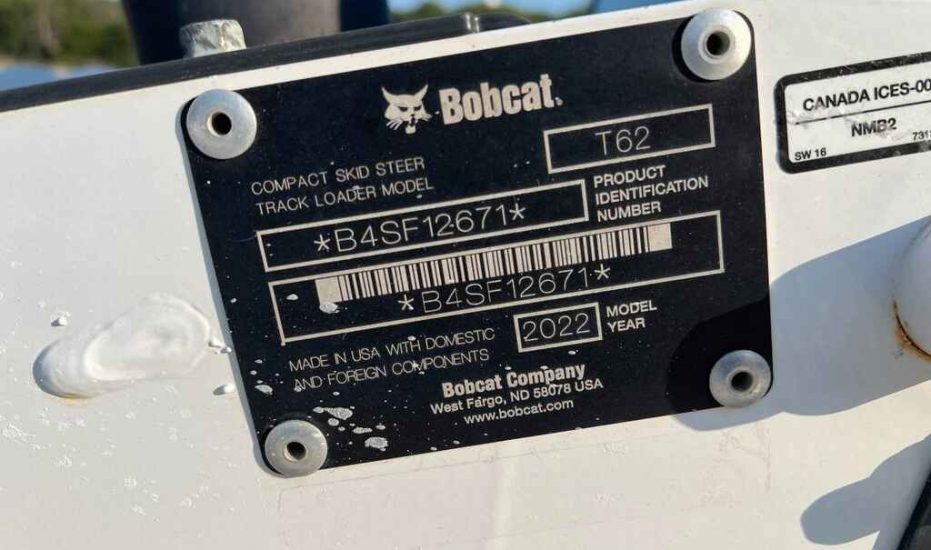 Bobcat.
COMPACT SKID STEER
TRACK LOADER MODEL
T62
*B4SF12671*
PRODUCT
IDENTIFICATION
NUMBER
*B4SF12671*
2022
MODEL
YEAR
MADE IN USA WITH DOMESTIC
AND FOREIGN COMPONENTS
Bobcat Company
West Fargo, ND 58078 USA
www.bobcat.com
CANADA ICES-00
NMB2
SW 16